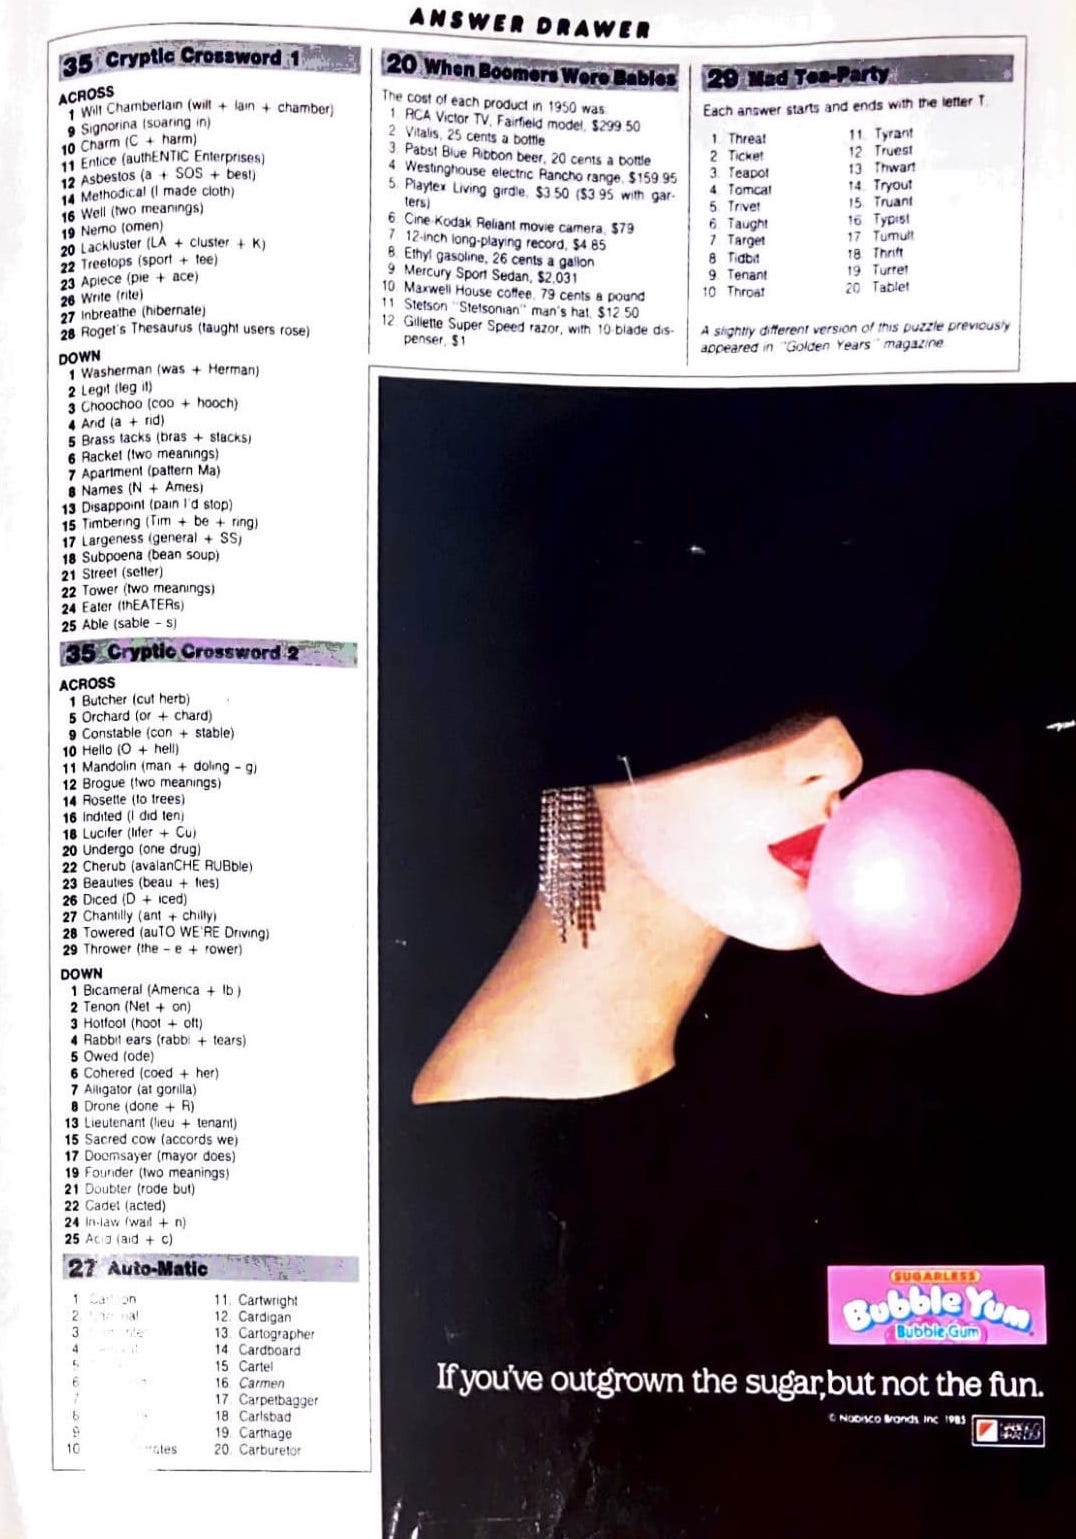 ANSWER DRAWER
35 Cryptic Crossword 1
ACROSS
1 Wilt Chamberlain (wilt + lain + chamber)
9 Signorina (soaring in)
10 Charm (C + harm)
11 Entice (authENTIC Enterprises)
12 Asbestos (a + SOS + best)
14 Methodical (I made cloth)
16 Well (two meanings)
19 Nemo (omen)
20 Lackluster (LA + cluster + K)
22 Treetops (sport + tee)
23 Apiece (pie + ace)
26 Write (rite)
27 Inbreathe (hibernate)
28 Roget's Thesaurus (taught users rose)
DOWN
1 Washerman (was + Herman)
2 Legit (leg it)
3 Choochoo (coo + hooch)
4 Arid (a + rid)
5 Brass tacks (bras + stacks)
6 Racket (two meanings)
7 Apartment (pattern Ma)
8 Names (N + Ames)
13 Disappoint (pain I'd stop)
15 Timbering (Tim + be + ring)
17 Largeness (general + SS)
18 Subpoena (bean soup)
21 Street (setter)
22 Tower (two meanings)
24 Eater (thEATERs)
25 Able (sable - s)
35 Cryptic Crossword 2
ACROSS
1 Butcher (cut herb)
5 Orchard (or + chard)
9 Constable (con + stable)
10 Hello (O + hell)
11 Mandolin (man + doling - g)
12 Brogue (two meanings)
14 Rosette (to trees)
16 Indited (I did ten)
18 Lucifer (lifer + Cu)
20 Undergo (one drug)
22 Cherub (avalanCHE RUBble)
23 Beauties (beau + ties)
26 Diced (D + iced)
27 Chantilly (ant + chilly)
28 Towered (auTO WE'RE Driving)
29 Thrower (the - e + rower)
DOWN
1 Bicameral (America + lb)
2 Tenon (Net + on)
3 Hotfoot (hoot + oft)
4 Rabbit ears (rabbi + tears)
5 Owed (ode)
6 Cohered (coed + her)
7 Alligator (at gorilla)
8 Drone (done + R)
13 Lieutenant (lieu + tenant)
15 Sacred cow (accords we)
17 Doomsayer (mayor does)
19 Founder (two meanings)
21 Doubter (rode but)
22 Cadet (acted)
24 In-law (wail + n)
25 Acid (aid + c)
27 Auto-Matic
1
2
3
4
5
6
7
8
9
10
11. Cartwright
12. Cardigan
13. Cartographer
14. Cardboard
15. Cartel
16. Carmen
17. Carpetbagger
18. Carlsbad
19. Carthage
20. Carburetor
20 When Boomers Were Babies
The cost of each product in 1950 was:
1. RCA Victor TV, Fairfield model, $299.50
2. Vitalis, 25 cents a bottle
3. Pabst Blue Ribbon beer, 20 cents a bottle
4. Westinghouse electric Rancho range, $159.95
5. Playtex Living girdle, $3.50 ($3.95 with gar-
ters)
6. Cine-Kodak Reliant movie camera, $79
7. 12-inch long-playing record, $4.85
8. Ethyl gasoline, 26 cents a gallon
9. Mercury Sport Sedan, $2,031
10. Maxwell House coffee, 79 cents a pound
11. Stetson "Stetsonian" man's hat, $12.50
12. Gillette Super Speed razor, with 10-blade dis-
penser, $1
29 Mad Tea-Party
Each answer starts and ends with the letter T.
1. Threat
2. Ticket
3. Teapot
4. Tomcat
5. Trivet
6. Taught
7. Target
8. Tidbit
9. Tenant
10. Throat
11. Tyrant
12. Truest
13. Thwart
14. Tryout
15. Truant
16. Typist
17. Tumult
18. Thrift
19. Turret
20. Tablet
A slightly different version of this puzzle previously
appeared in "Golden Years" magazine.
SUGARLESS
Bubble Yum
Bubble Gum
If you've outgrown the sugar, but not the fun.
© Nabisco Brands Inc 1985